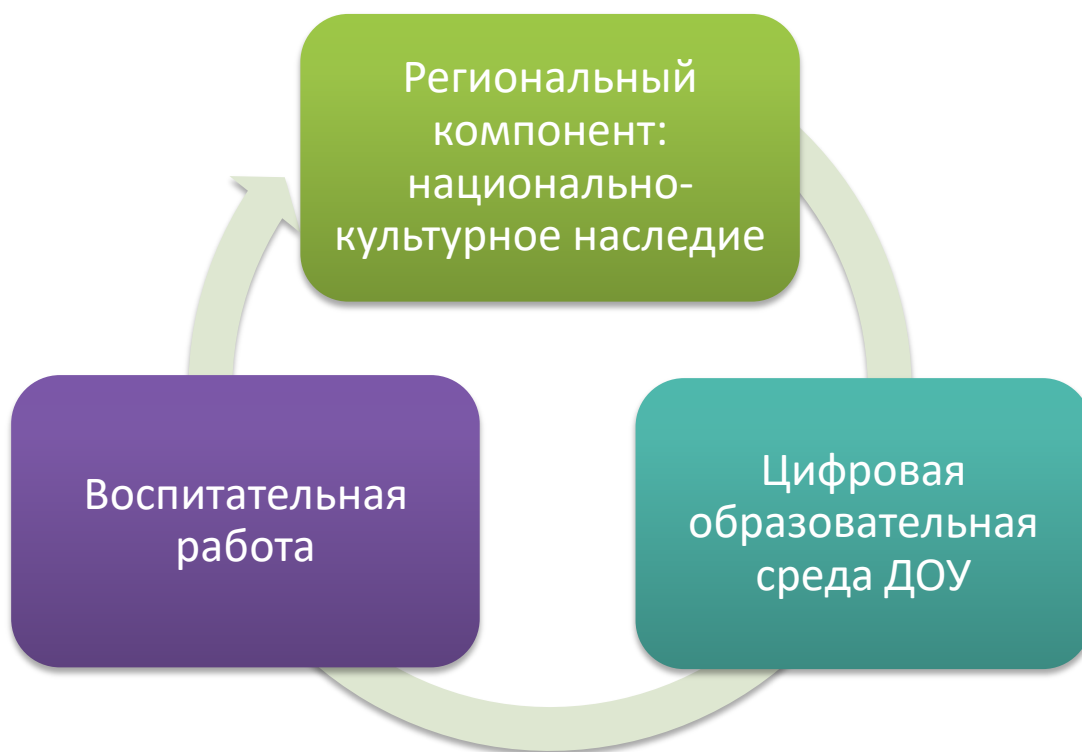 Региональный
компонент:
национально-
культурное наследие
Воспитательная
работа
Цифровая
образовательная
среда ДОУ